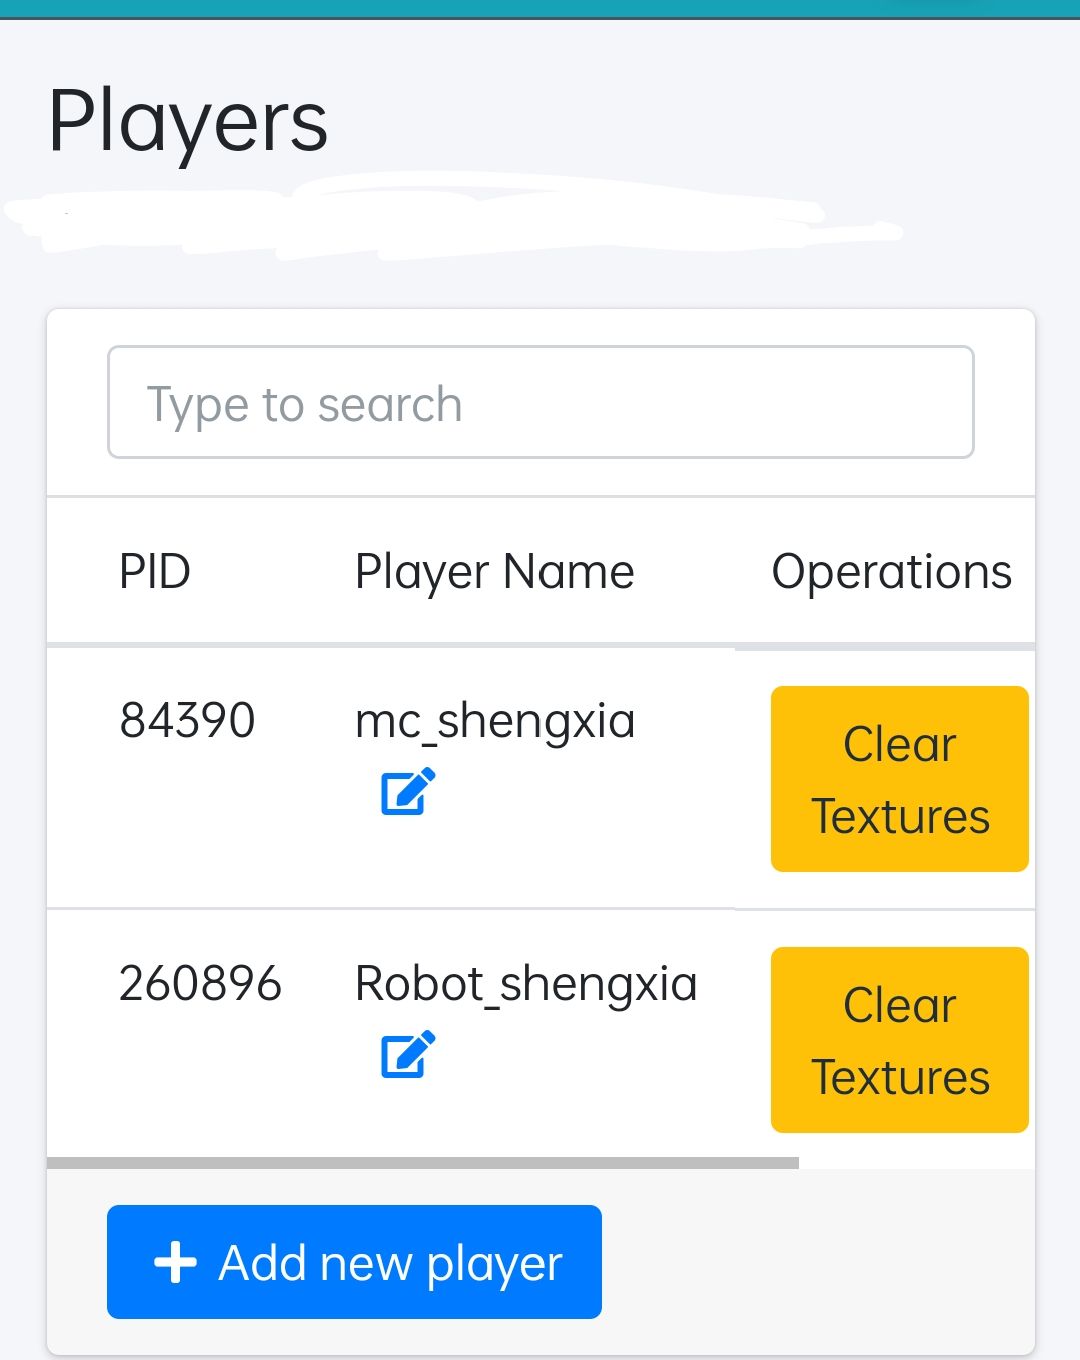 Players
Type to search
PID Player Name Operations
84390 mc_shengxia Clear
Textures
260896 Robot_shengxia Clear
Textures
Add new player